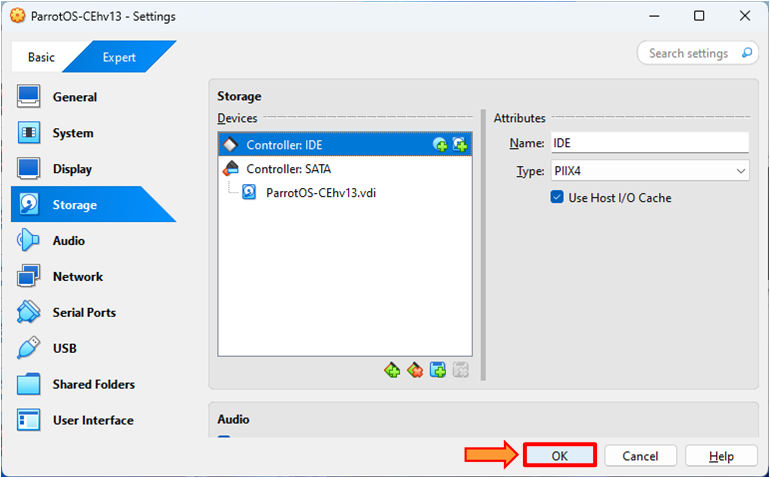 ParrotOS-CEhv13 - Settings
Basic
Expert
Search settings
General
System
Display
Storage
Audio
Network
Serial Ports
USB
Shared Folders
User Interface
Storage
Devices
Controller: IDE
Controller: SATA
ParrotOS-CEhv13.vdi
Attributes
Name: IDE
Type: PIIX4
Use Host I/O Cache
Audio
OK
Cancel
Help